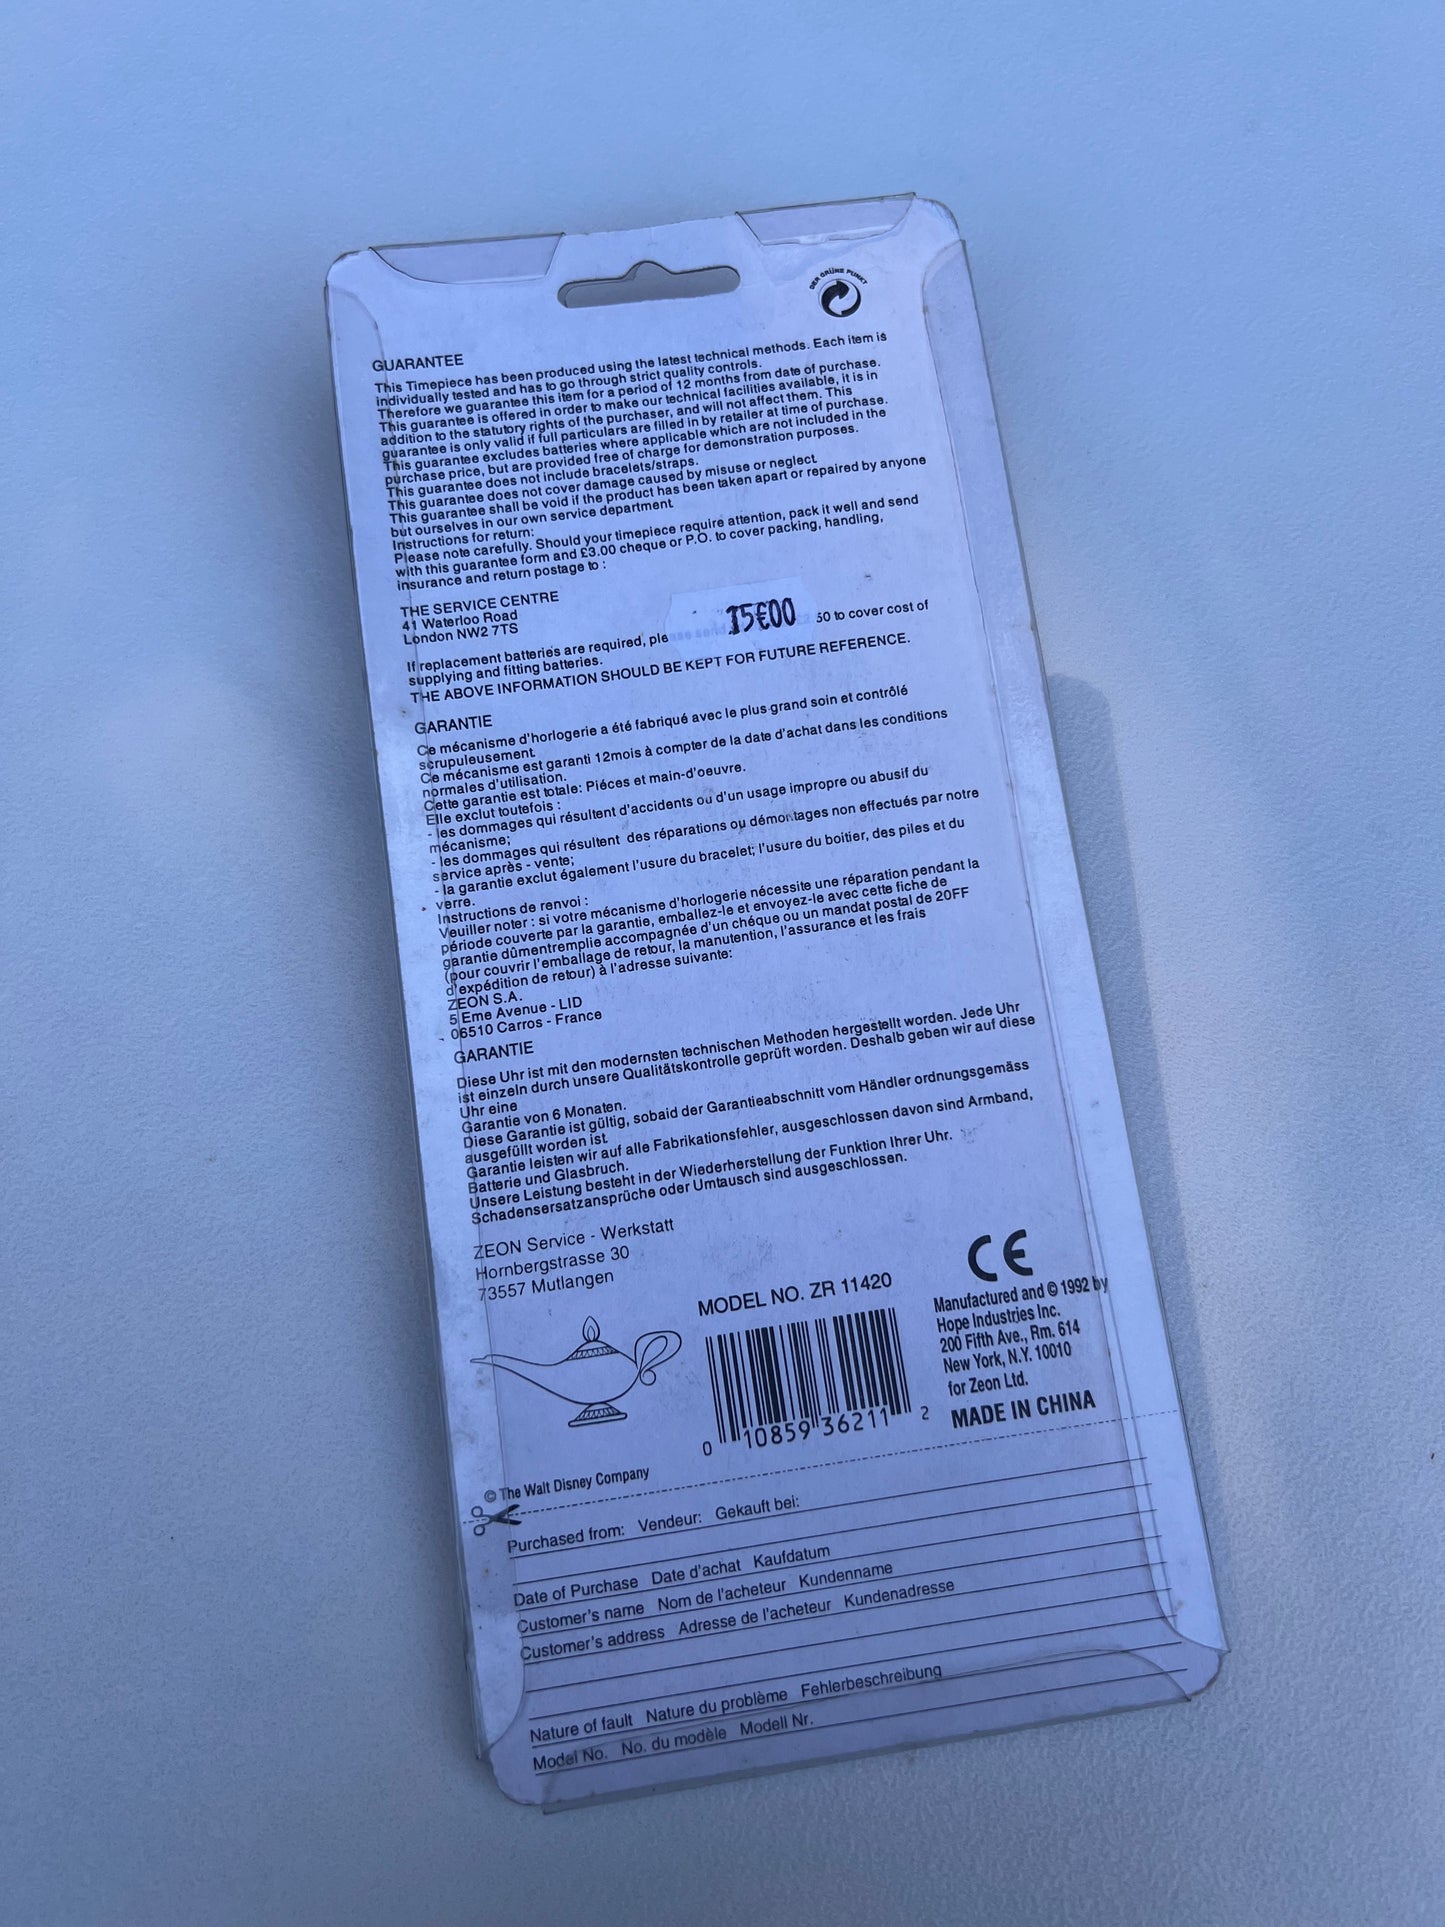 DER GRÜNE PUNKT
GUARANTEE
This Timepiece has been produced using the latest technical methods. Each item is
individually tested and has to go through strict quality controls.
Therefore we guarantee this item for a period of 12 months from date of purchase.
This guarantee is offered in order to make our technical facilities available, it is in
addition to the statutory rights of the purchaser, and will not affect them. This
guarantee is only valid if full particulars are filled in by retailer at time of purchase.
This guarantee excludes batteries where applicable which are not included in the
purchase price, but are provided free of charge for demonstration purposes.
This guarantee does not include bracelets/straps.
This guarantee does not cover damage caused by misuse or neglect
This guarantee shall be void if the product has been taken apart or repaired by anyone
but ourselves in our own service department
Instructions for return:
Please note carefully. Should your timepiece require attention, pack it well and send
with this guarantee form and £3.00 cheque or P.O. to cover packing, handling,
insurance and return postage to :
THE SERVICE CENTRE
41 Waterloo Road
London NW2 7TS
15€00
If replacement batteries are required, please send £2.50 to cover cost of
supplying and fitting batteries.
THE ABOVE INFORMATION SHOULD BE KEPT FOR FUTURE REFERENCE.
GARANTIE
Ce mécanisme d'horlogerie a été fabriqué avec le plus grand soin et contrôlé
scrupuleusement
Ce mécanisme est garanti 12mois à compter de la date d'achat dans les conditions
normales d'utilisation.
Cette garantie est totale: Piéces et main-d'oeuvre.
Elle exclut toutefois :
- les dommages qui résultent d'accidents ou d'un usage impropre ou abusif du
mécanisme;
- les dommages qui résultent des réparations ou démontages non effectués par notre
service après - vente;
- la garantie exclut également l'usure du bracelet; l'usure du boitier, des piles et du
verre.
Instructions de renvoi :
Veuiller noter : si votre mécanisme d'horlogerie nécessite une réparation pendant la
période couverte par la garantie, emballez-le et envoyez-le avec cette fiche de
garantie dûmentremplie accompagnée d'un chéque ou un mandat postal de 20FF
(pour couvrir l'emballage de retour, la manutention, l'assurance et les frais
d'expédition de retour) à l'adresse suivante:
ZEON S.A.
5 Eme Avenue - LID
06510 Carros - France
GARANTIE
Diese Uhr ist mit den modernsten technischen Methoden hergestellt worden. Jede Uhr
ist einzeln durch unsere Qualitätskontrolle geprüft worden. Deshalb geben wir auf diese
Uhr eine
Garantie von 6 Monaten.
Diese Garantie ist gültig, sobaid der Garantieabschnitt vom Händler ordnungsgemäss
ausgefüllt worden ist
Garantie leisten wir auf alle Fabrikationsfehler, ausgeschlossen davon sind Armband,
Batterie und Glasbruch.
Unsere Leistung besteht in der Wiederherstellung der Funktion Ihrer Uhr.
Schadensersatzansprüche oder Umtausch sind ausgeschlossen.
ZEON Service - Werkstatt
Hornbergstrasse 30
73557 Mutlangen
CE
MODEL NO. ZR 11420
0 10859 36211 2
Manufactured and © 1992 by
Hope Industries Inc.
200 Fifth Ave., Rm. 614
New York, N.Y. 10010
for Zeon Ltd.
MADE IN CHINA
© The Walt Disney Company
Purchased from: Vendeur: Gekauft bei:
Date of Purchase Date d'achat Kaufdatum
Customer's name Nom de l'acheteur Kundenname
Customer's address Adresse de l'acheteur Kundenadresse
Nature of fault Nature du problème Fehlerbeschreibung
Model No. No. du modèle Modell Nr.